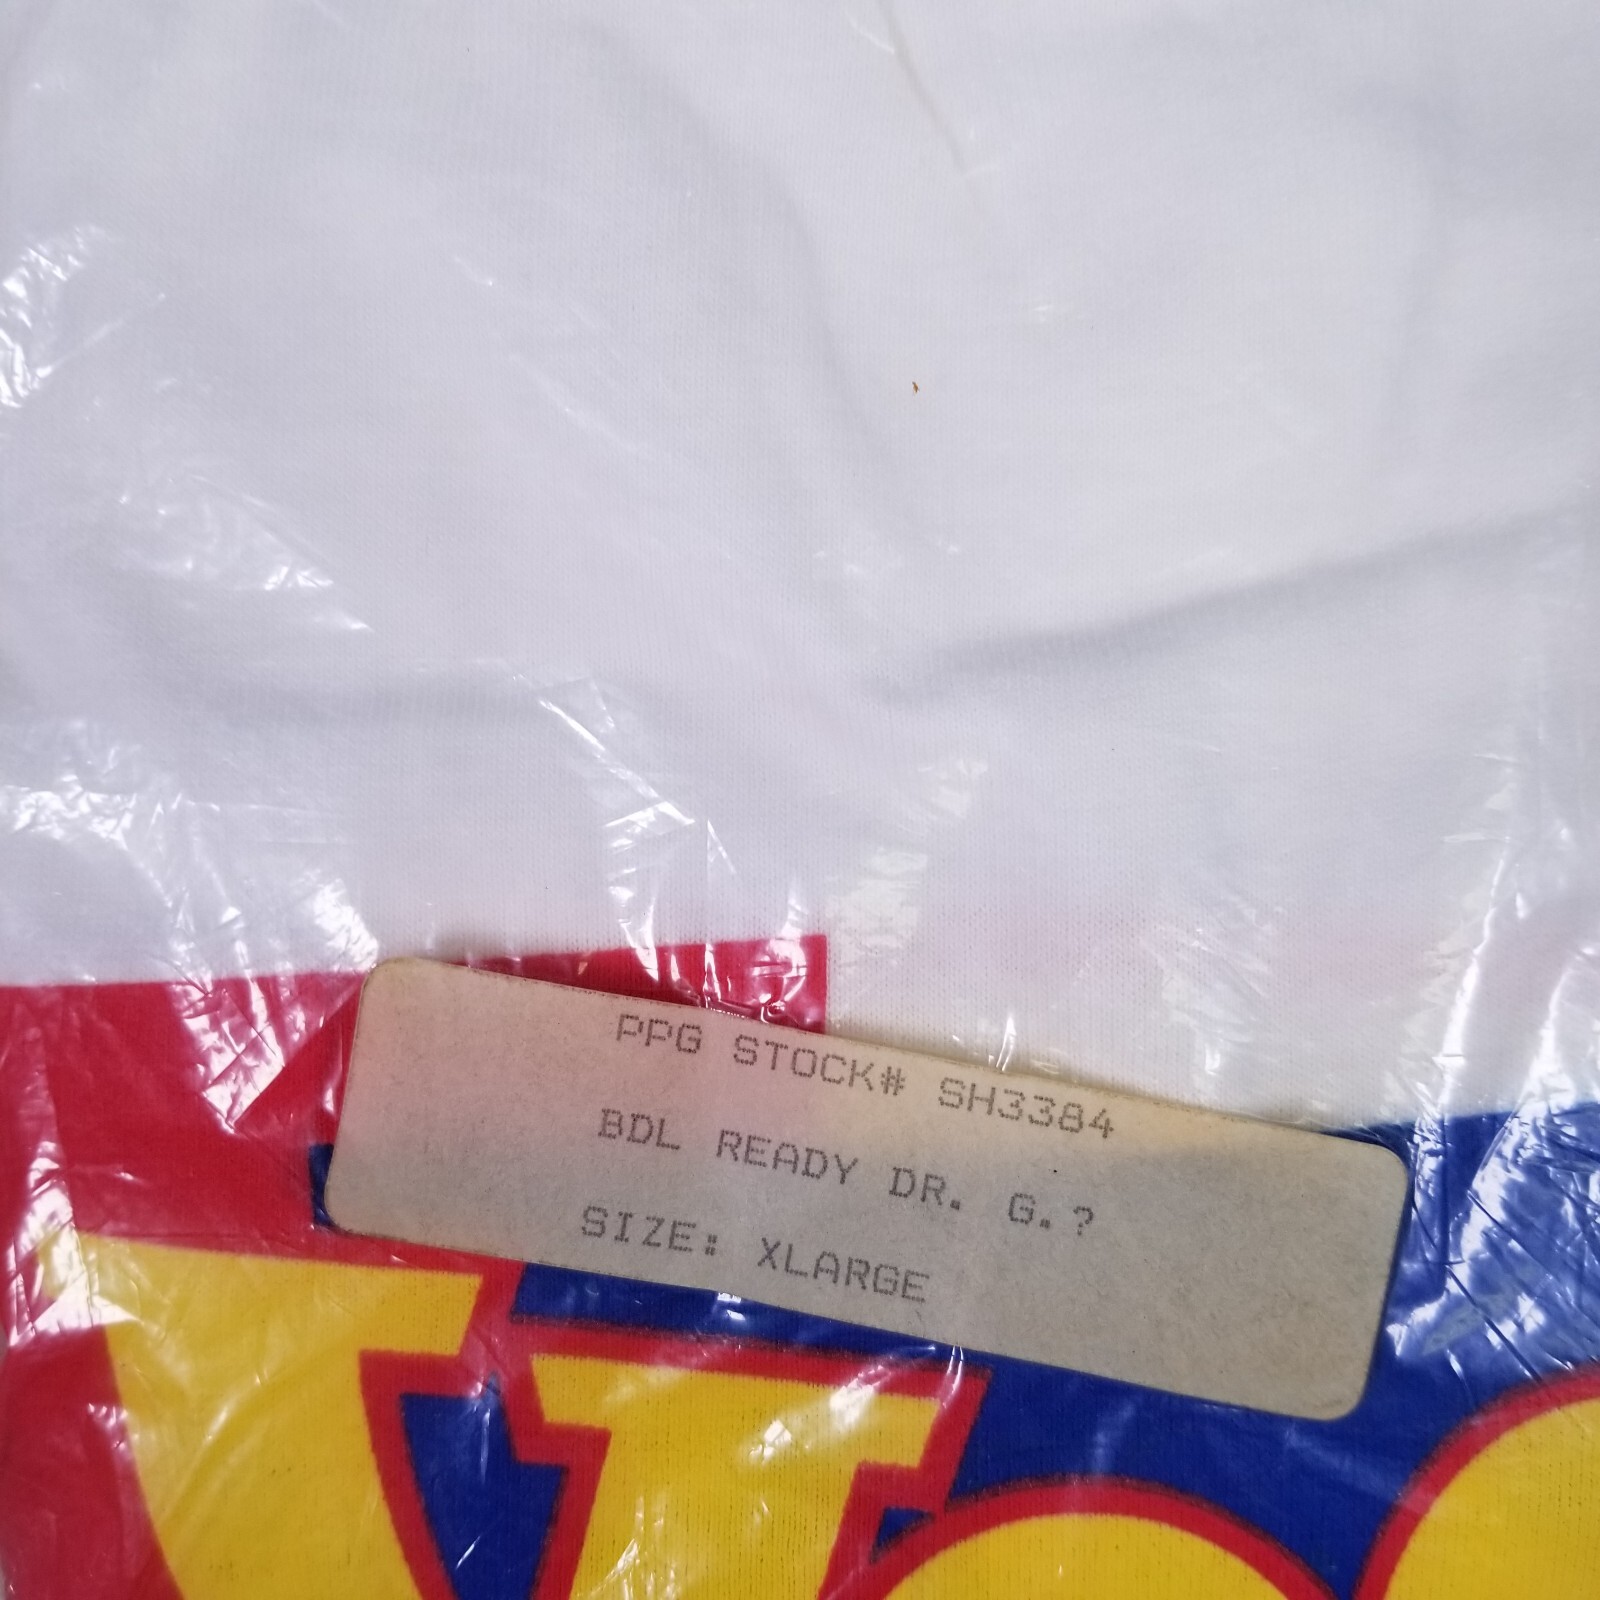 PPG STOCK# SH3384
BDL READY DR. G.?
SIZE: XLARGE